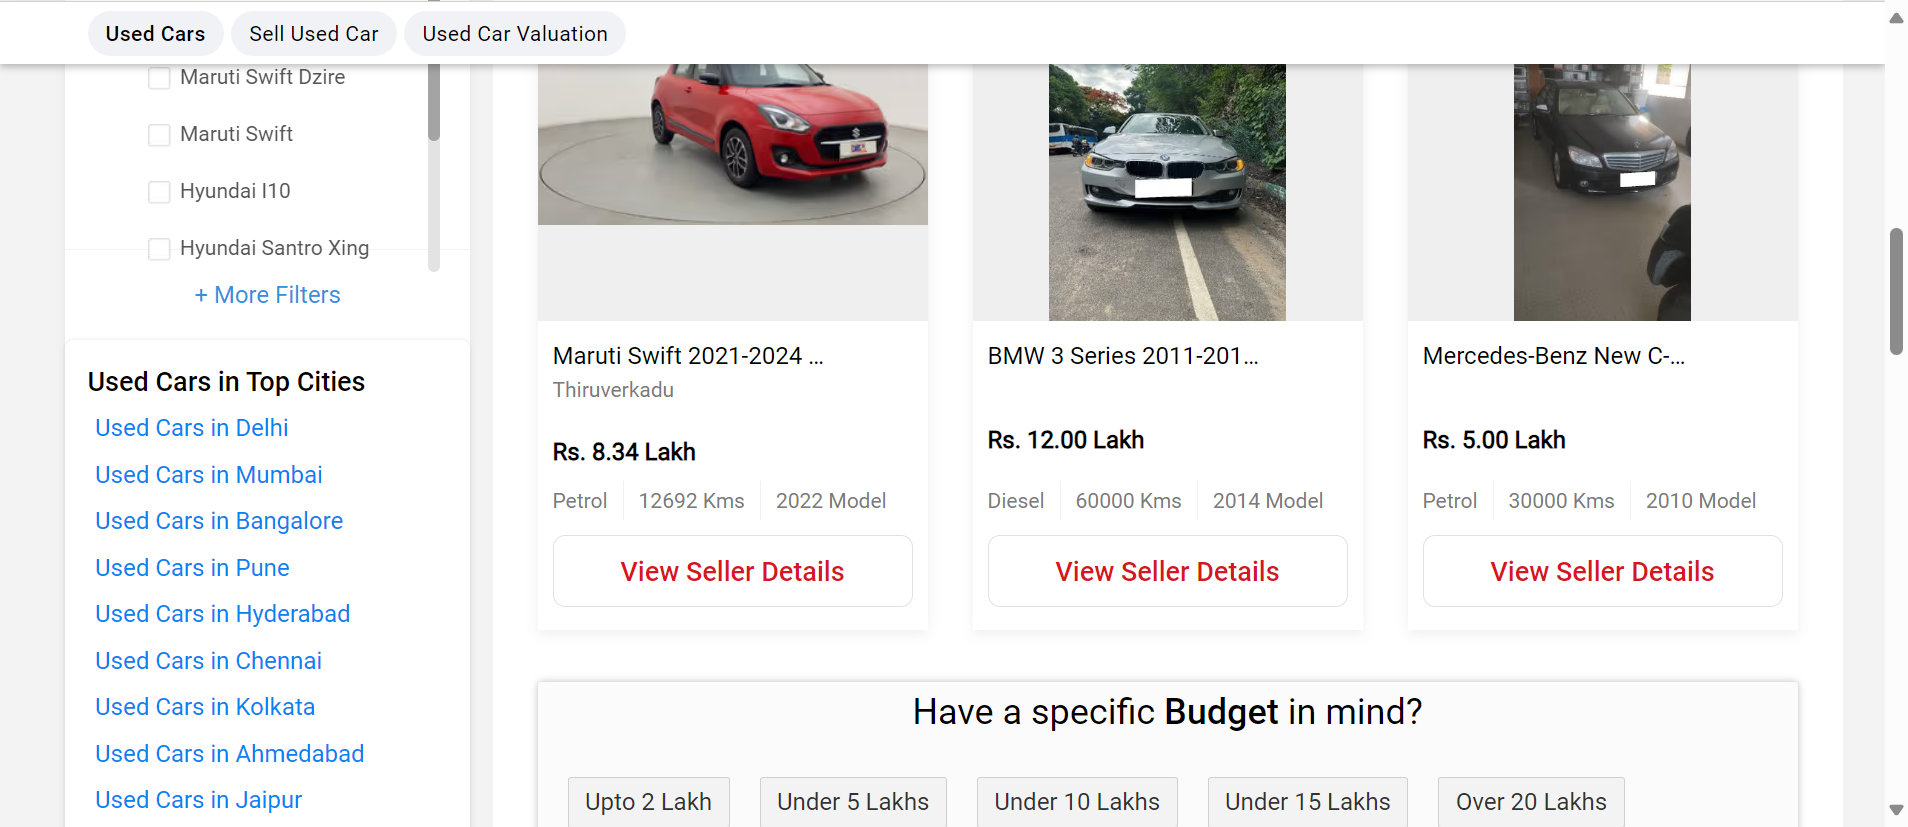 Used Cars
Sell Used Car
Used Car Valuation
Maruti Swift Dzire
Maruti Swift
Hyundai I10
Hyundai Santro Xing
+ More Filters
Used Cars in Top Cities
Used Cars in Delhi
Used Cars in Mumbai
Used Cars in Bangalore
Used Cars in Pune
Used Cars in Hyderabad
Used Cars in Chennai
Used Cars in Kolkata
Used Cars in Ahmedabad
Used Cars in Jaipur
Maruti Swift 2021-2024 ...
Thiruverkadu
Rs. 8.34 Lakh
Petrol
12692 Kms
2022 Model
View Seller Details
BMW 3 Series 2011-201...
Rs. 12.00 Lakh
Diesel
60000 Kms
2014 Model
View Seller Details
Mercedes-Benz New C-...
Rs. 5.00 Lakh
Petrol
30000 Kms
2010 Model
View Seller Details
Have a specific Budget in mind?
Upto 2 Lakh
Under 5 Lakhs
Under 10 Lakhs
Under 15 Lakhs
Over 20 Lakhs